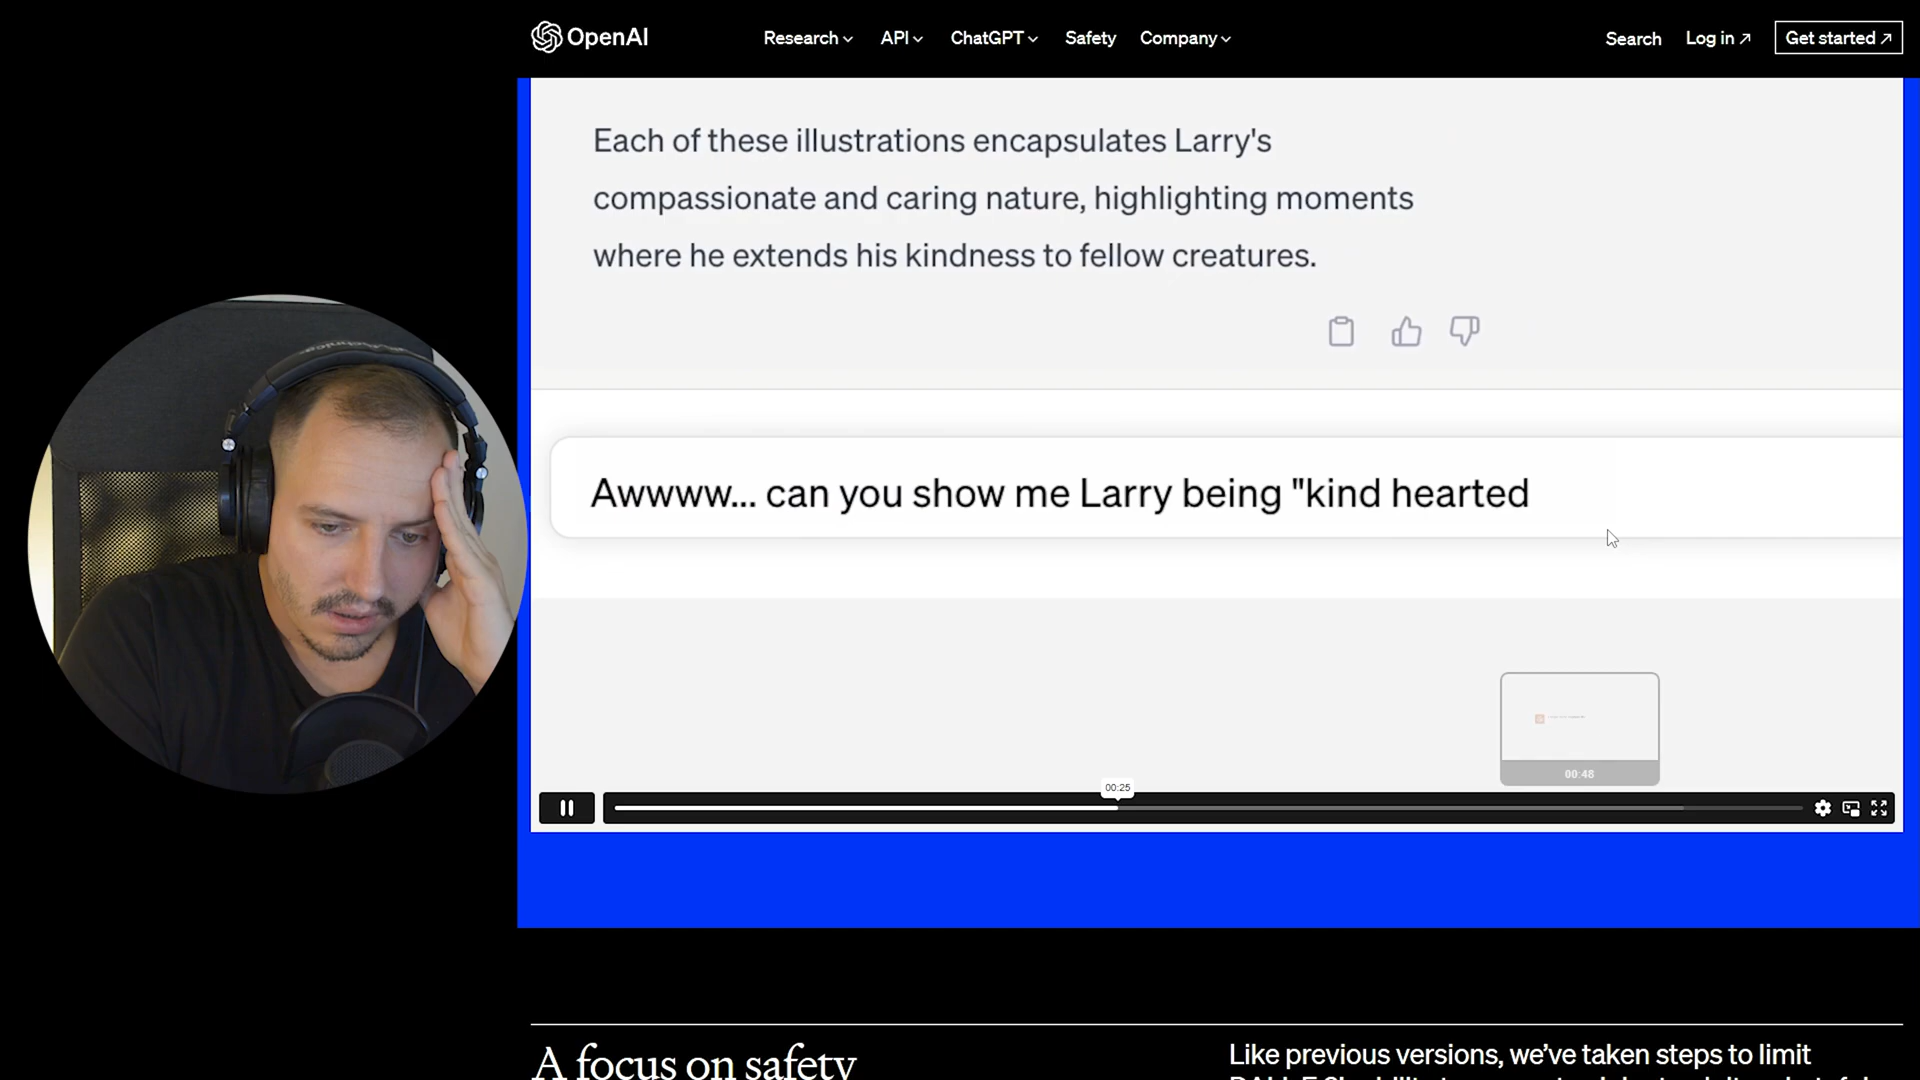 OpenAI
Research API ChatGPT Safety Company
Search Log in ↗ Get started ↗
Each of these illustrations encapsulates Larry's
compassionate and caring nature, highlighting moments
where he extends his kindness to fellow creatures.
Awwww... can you show me Larry being "kind hearted
00:48
00:25
A focus on safety
Like previous versions, we've taken steps to limit